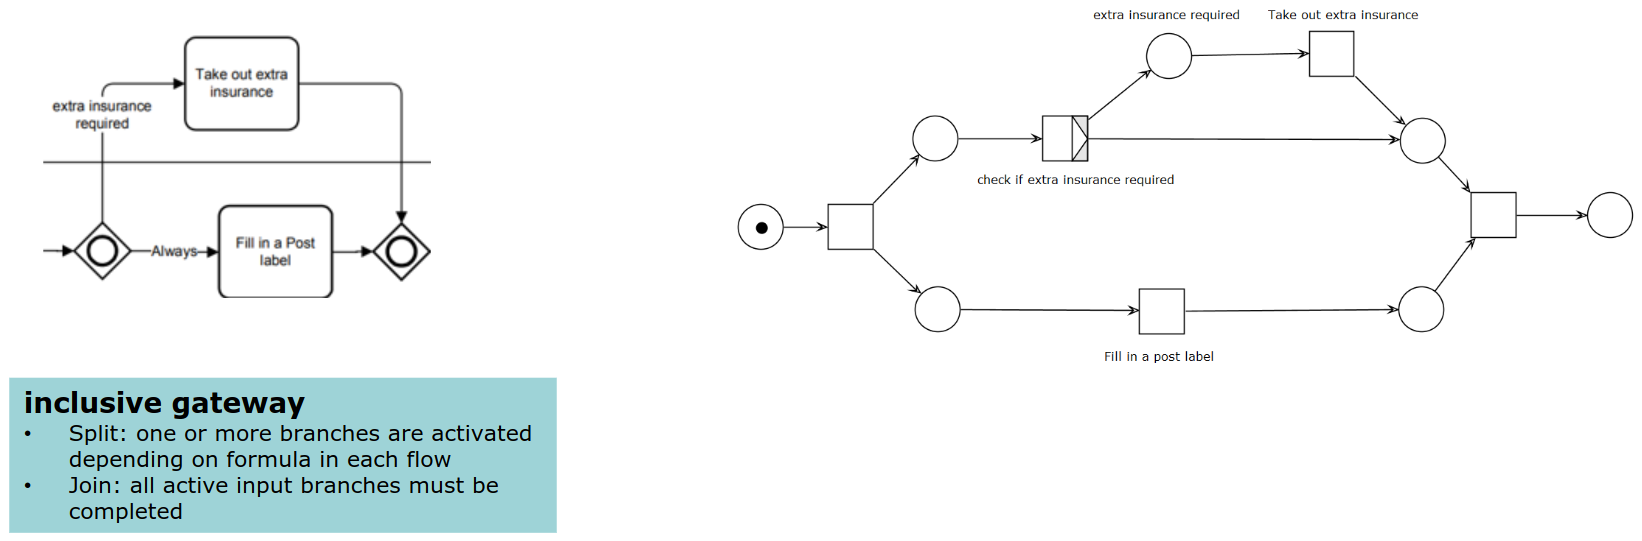 Take out extra
insurance
extra insurance
required
Always
Fill in a Post
label
extra insurance required
Take out extra insurance
check if extra insurance required
Fill in a post label
inclusive gateway
• Split: one or more branches are activated
depending on formula in each flow
• Join: all active input branches must be
completed